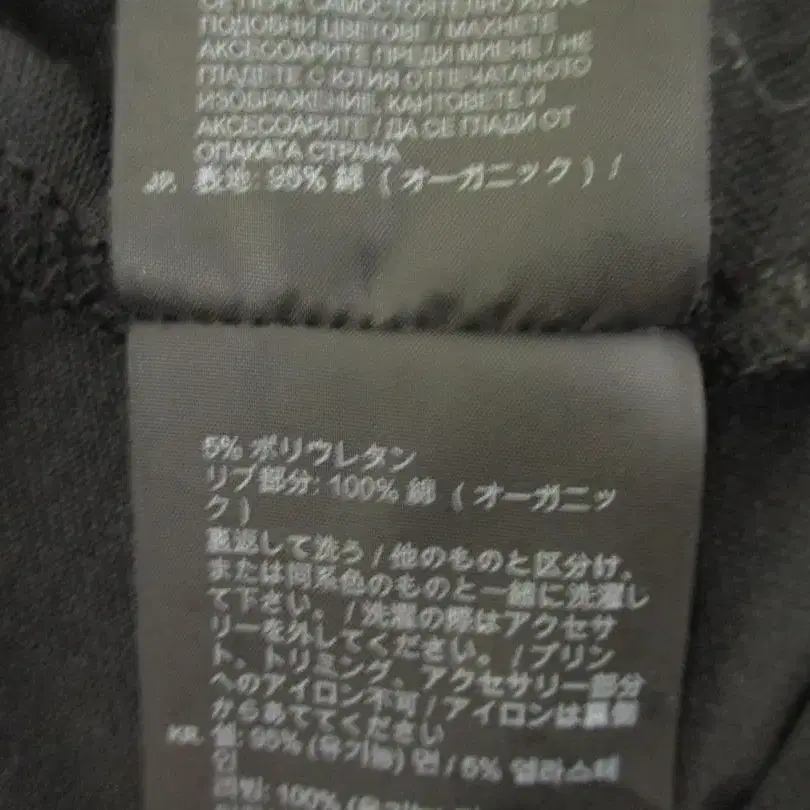 ПОДОБНИ ЦВЕТОВЕ / МАХНЕТЕ
АКСЕСОАРИТЕ ПРЕДИ МИЕНЕ / НЕ
ГЛАДЕТЕ С ЮТИЯ ОТПЕЧАТАНОТО
ИЗОБРАЖЕНИЕ, КАНТОВЕТЕ И
АКСЕСОАРИТЕ / ДА СЕ ГЛАДИ ОТ
ОПАКАТА СТРАНА
JP. 表地: 95% 綿 ( オーガニック ) /
5% ポリウレタン
リブ部分: 100% 綿 ( オーガニッ
ク )
裏返して洗う / 他のものと区分け、
または同系色のものと一緒に洗濯し
て下さい。 / 洗濯の際はアクセサ
リーを外してください。 / プリン
ト、トリミング、アクセサリー部分
へのアイロン不可 / アイロンは裏側
からあててください
KR. 쉘: 95% (유기농) 면 / 5% 엘라스테
인
리빙: 100% (유기농) 면